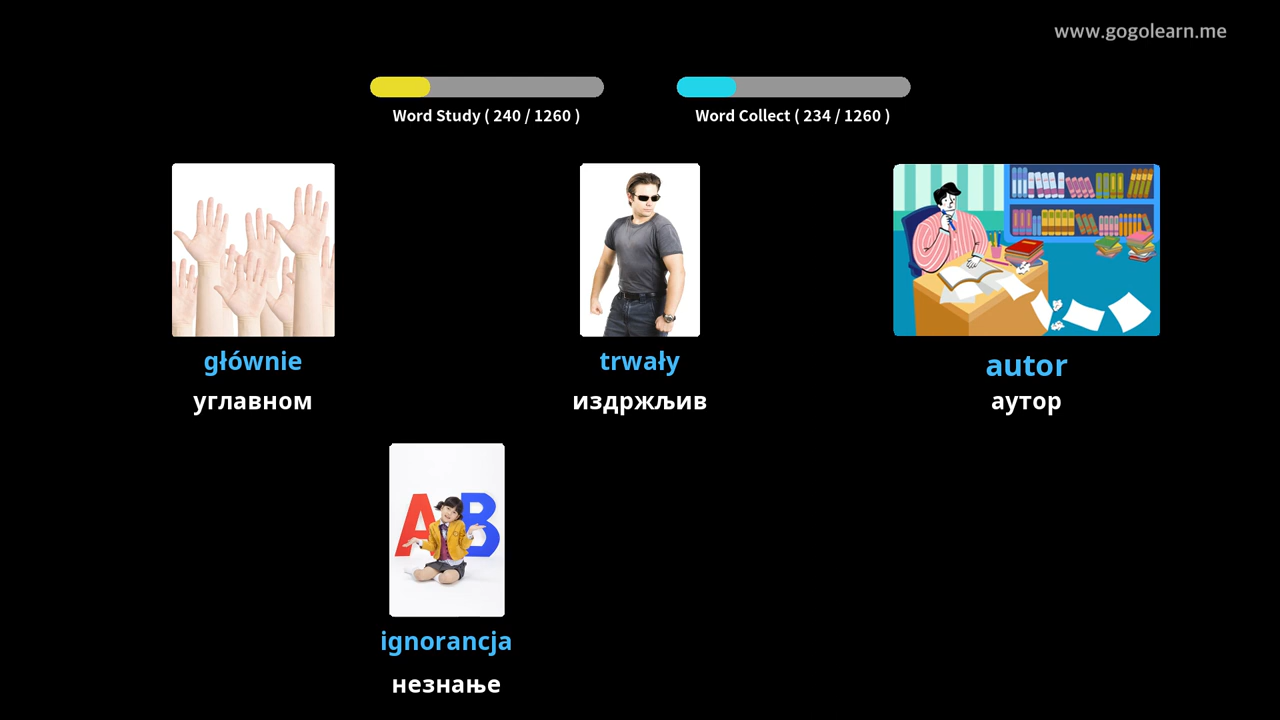 www.gogolearn.me
Word Study ( 240 / 1260 )
Word Collect ( 234 / 1260 )
głównie
углавном
trwały
издржљив
autor
аутор
A B
ignorancja
незнање